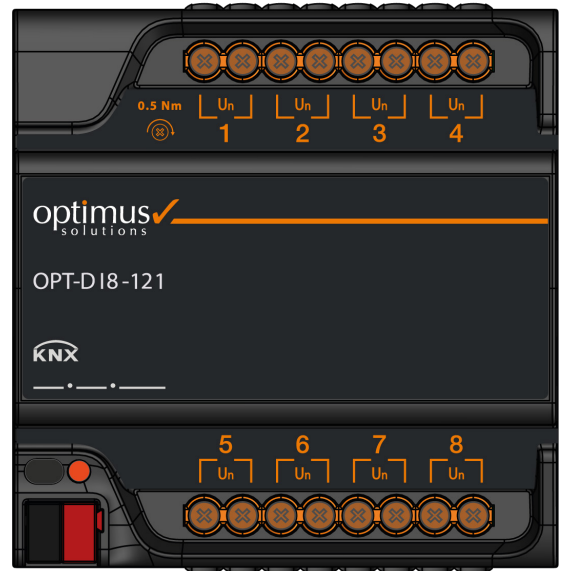 0.5 Nm
Un Un Un Un
1 2 3 4
optimus
solutions
OPT-DI8-121
KNX
5 6 7 8
Un Un Un Un